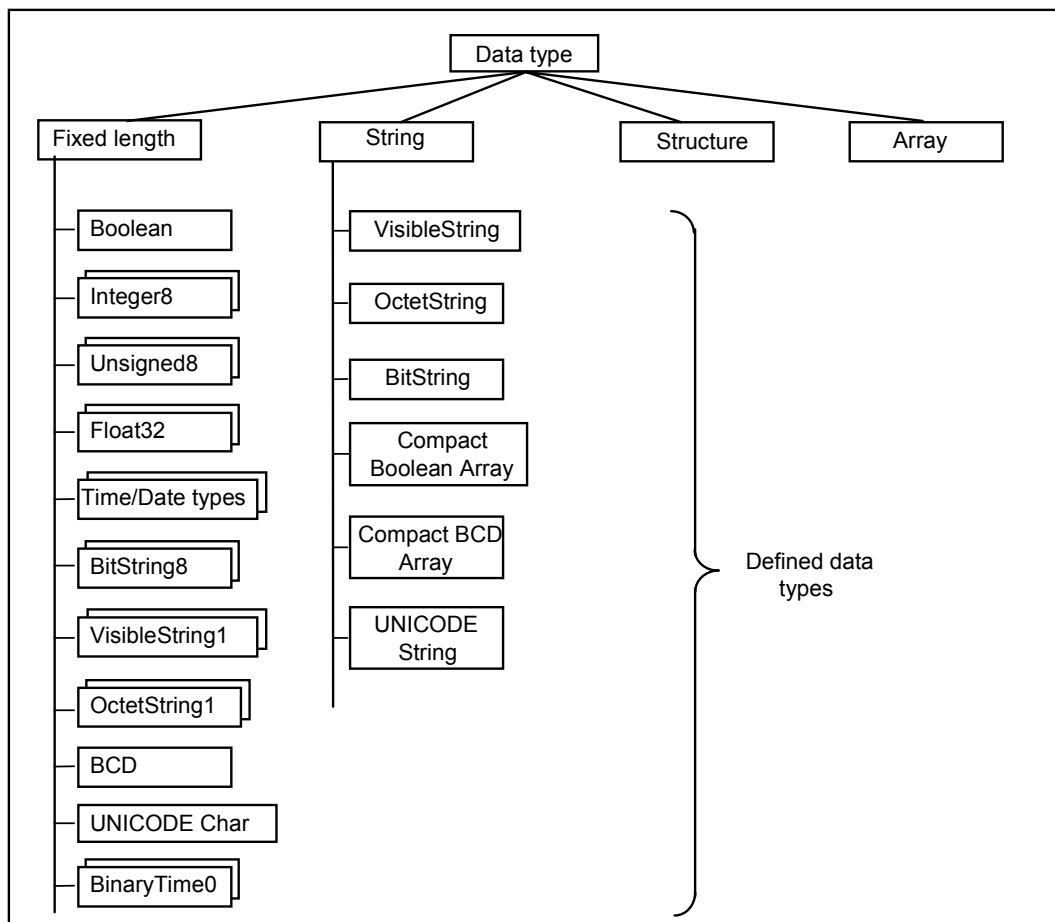 Data type
Fixed length
String
Structure
Array
Boolean
Integer8
Unsigned8
Float32
Time/Date types
BitString8
VisibleString1
OctetString1
BCD
UNICODE Char
BinaryTime0
VisibleString
OctetString
BitString
Compact
Boolean Array
Compact BCD
Array
UNICODE
String
Defined data
types